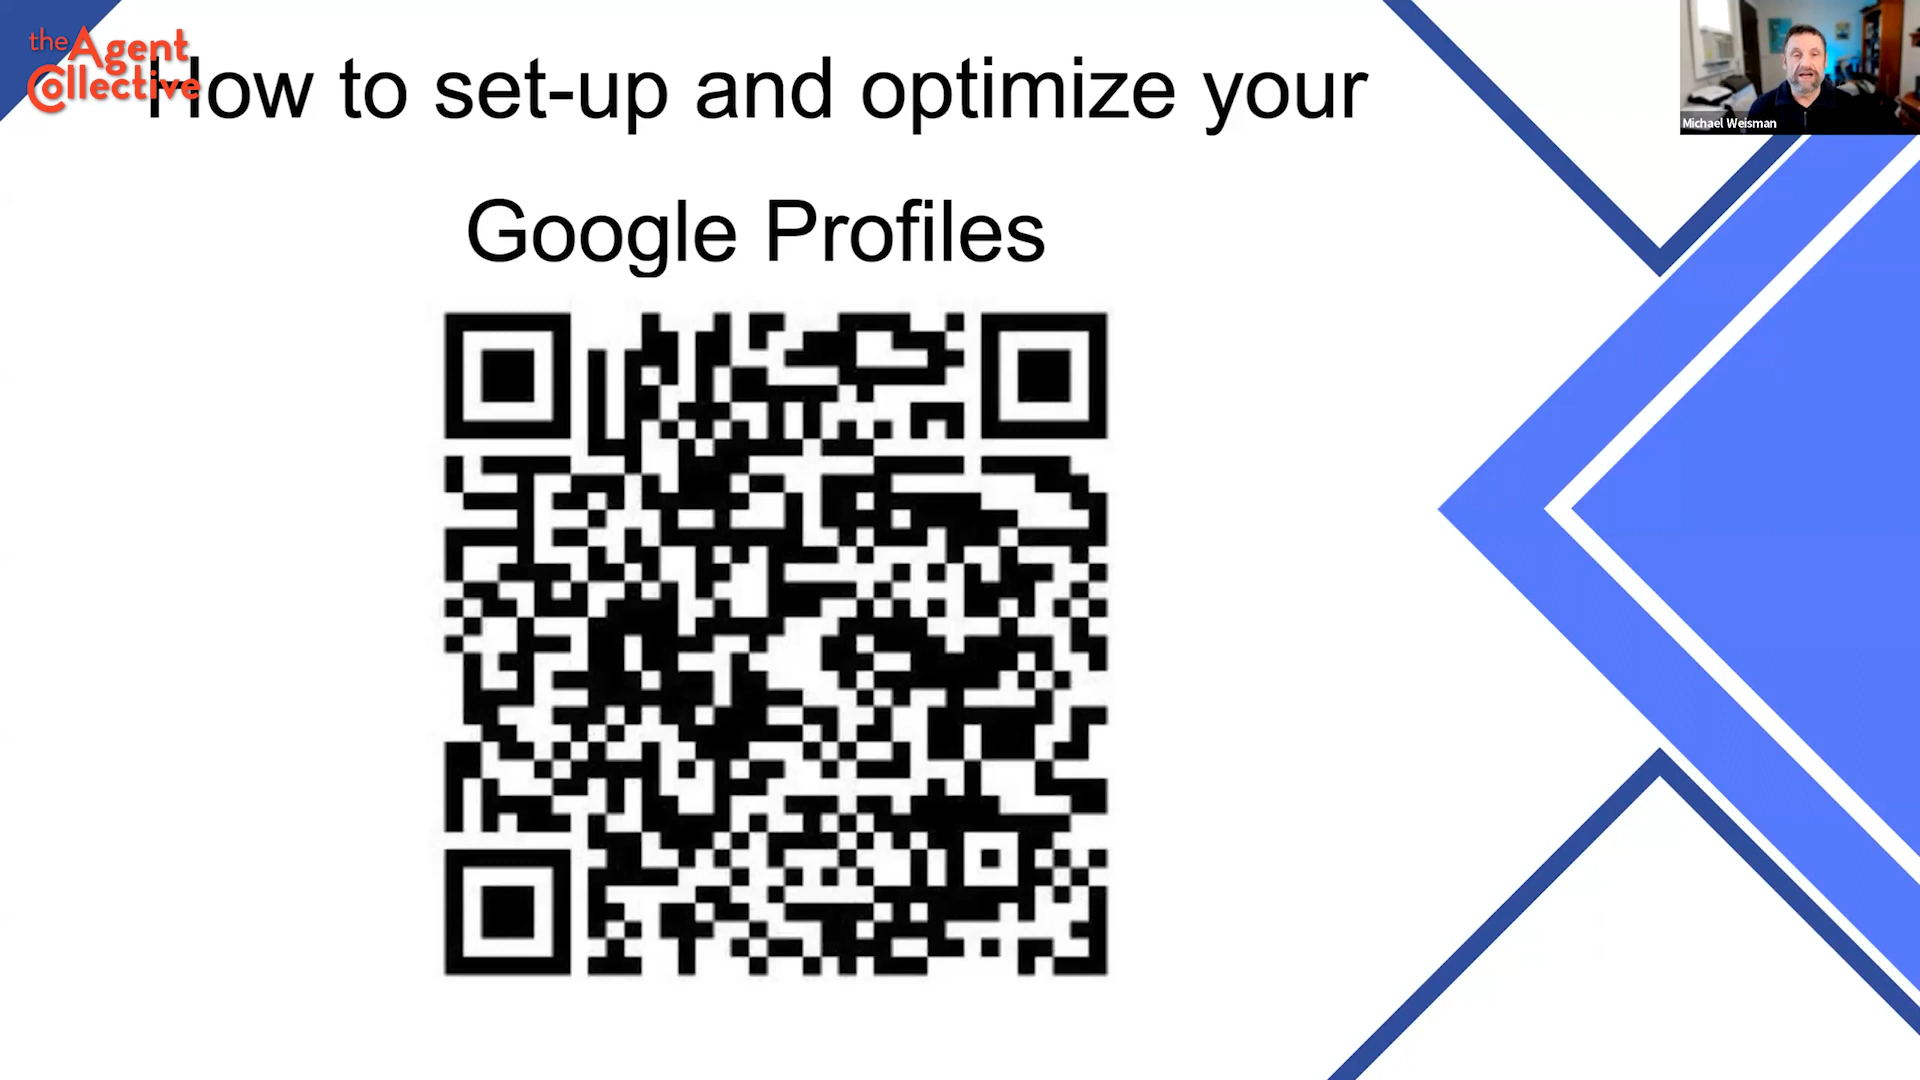 the Agent
Collective
How to set-up and optimize your
Google Profiles
Michael Weisman